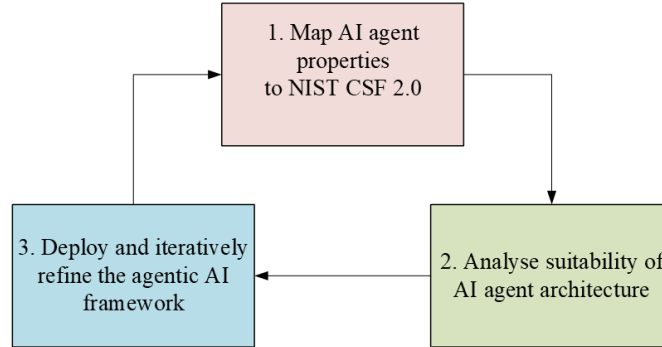 1. Map AI agent
properties
to NIST CSF 2.0
2. Analyse suitability of
AI agent architecture
3. Deploy and iteratively
refine the agentic AI
framework